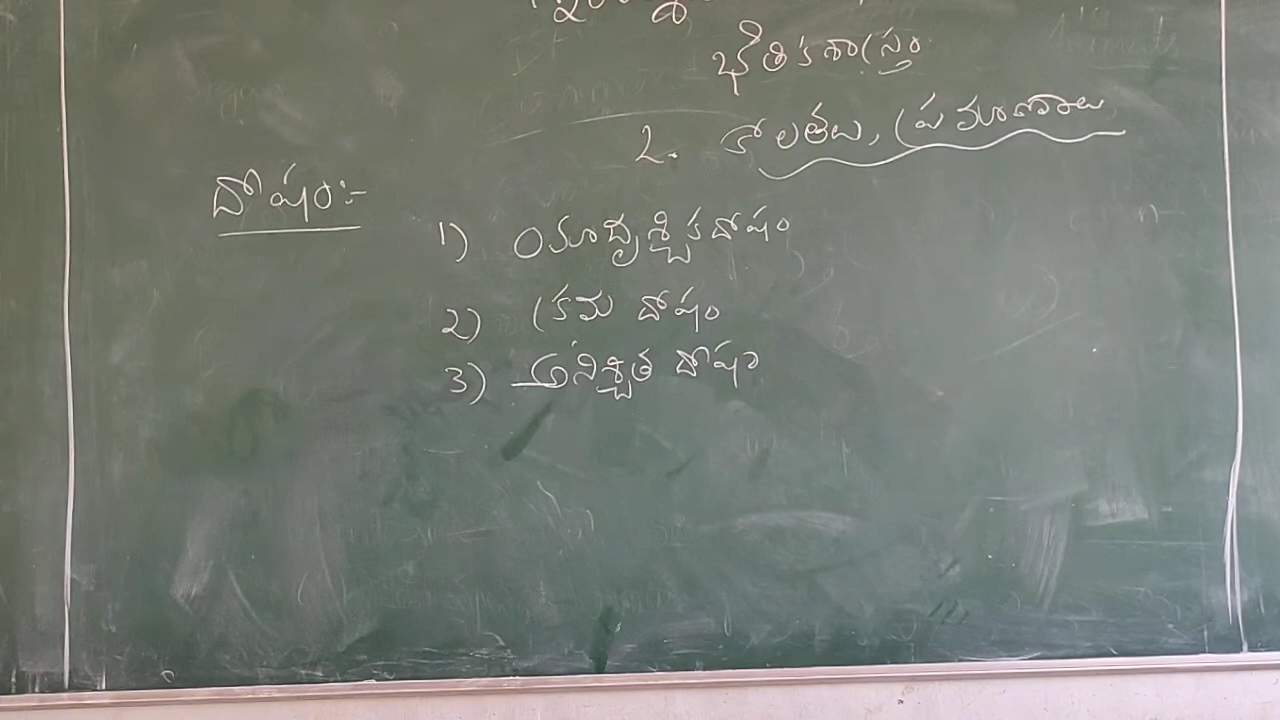 భౌతికశాస్త్రం
2. కొలతలు, ప్రమాణాలు
దోషం:-
1) యాదృశ్చిక దోషం
2) క్రమ దోషం
3) అనిశ్చిత దోషం